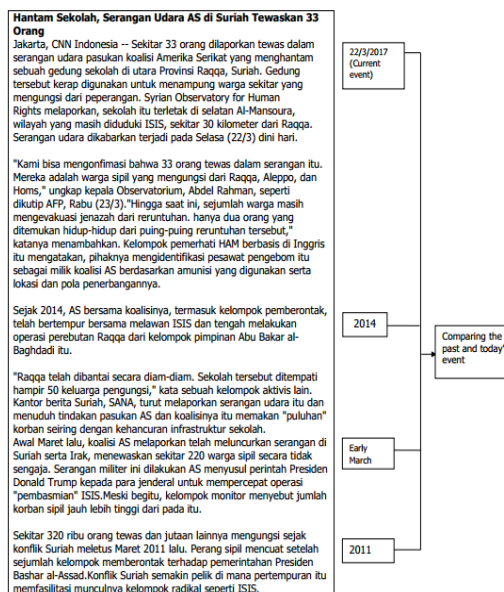 Hantam Sekolah, Serangan Udara AS di Suriah Tewaskan 33
Orang
Jakarta, CNN Indonesia -- Sekitar 33 orang dilaporkan tewas dalam
serangan udara pasukan koalisi Amerika Serikat yang menghantam
sebuah gedung sekolah di utara Provinsi Raqqa, Suriah. Gedung
tersebut kerap digunakan untuk menampung warga sekitar yang
mengungsi dari peperangan. Syrian Observatory for Human
Rights melaporkan, sekolah itu terletak di selatan Al-Mansoura,
wilayah yang masih diduduki ISIS, sekitar 30 kilometer dari Raqqa.
Serangan udara dikabarkan terjadi pada Selasa (22/3) dini hari.
"Kami bisa mengonfimasi bahwa 33 orang tewas dalam serangan itu.
Mereka adalah warga sipil yang mengungsi dari Raqqa, Aleppo, dan
Homs," ungkap kepala Observatorium, Abdel Rahman, seperti
dikutip AFP, Rabu (23/3)."Hingga saat ini, sejumlah warga masih
mengevakuasi jenazah dari reruntuhan. hanya dua orang yang
ditemukan hidup-hidup dari puing-puing reruntuhan tersebut,"
katanya menambahkan. Kelompok pemerhati HAM berbasis di Inggris
itu mengatakan, pihaknya mengidentifikasi pesawat pengebom itu
sebagai milik koalisi AS berdasarkan amunisi yang digunakan serta
lokasi dan pola penerbangannya.
Sejak 2014, AS bersama koalisinya, termasuk kelompok pemberontak,
telah bertempur bersama melawan ISIS dan tengah melakukan
operasi perebutan Raqqa dari kelompok pimpinan Abu Bakar al-
Baghdadi itu.
"Raqqa telah dibantai secara diam-diam. Sekolah tersebut ditempati
hampir 50 keluarga pengungsi," kata sebuah kelompok aktivis lain.
Kantor berita Suriah, SANA, turut melaporkan serangan udara itu dan
menuduh tindakan pasukan AS dan koalisinya itu memakan "puluhan"
korban seiring dengan kehancuran infrastruktur sekolah.
Awal Maret lalu, koalisi AS melaporkan telah meluncurkan serangan di
Suriah serta Irak, menewaskan sekitar 220 warga sipil secara tidak
sengaja. Serangan militer ini dilakukan AS menyusul perintah Presiden
Donald Trump kepada para jenderal untuk mempercepat operasi
"pembasmian" ISIS.Meski begitu, kelompok monitor menyebut jumlah
korban sipil jauh lebih tinggi dari pada itu.
Sekitar 320 ribu orang tewas dan jutaan lainnya mengungsi sejak
konflik Suriah meletus Maret 2011 lalu. Perang sipil mencuat setelah
sejumlah kelompok memberontak terhadap pemerintahan Presiden
Bashar al-Assad.Konflik Suriah semakin pelik di mana pertempuran itu
memfasilitasi munculnya kelompok radikal seperti ISIS.
22/3/2017
(Current
event)
2014
Early
March
2011
Comparing the
past and today'
event